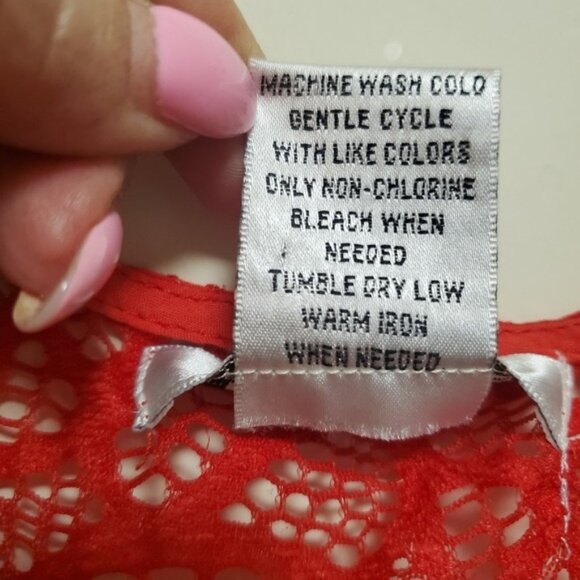 MACHINE WASH COLD
GENTLE CYCLE
WITH LIKE COLORS
ONLY NON-CHLORINE
BLEACH WHEN
NEEDED
TUMBLE DRY LOW
WARM IRON
WHEN NEEDED